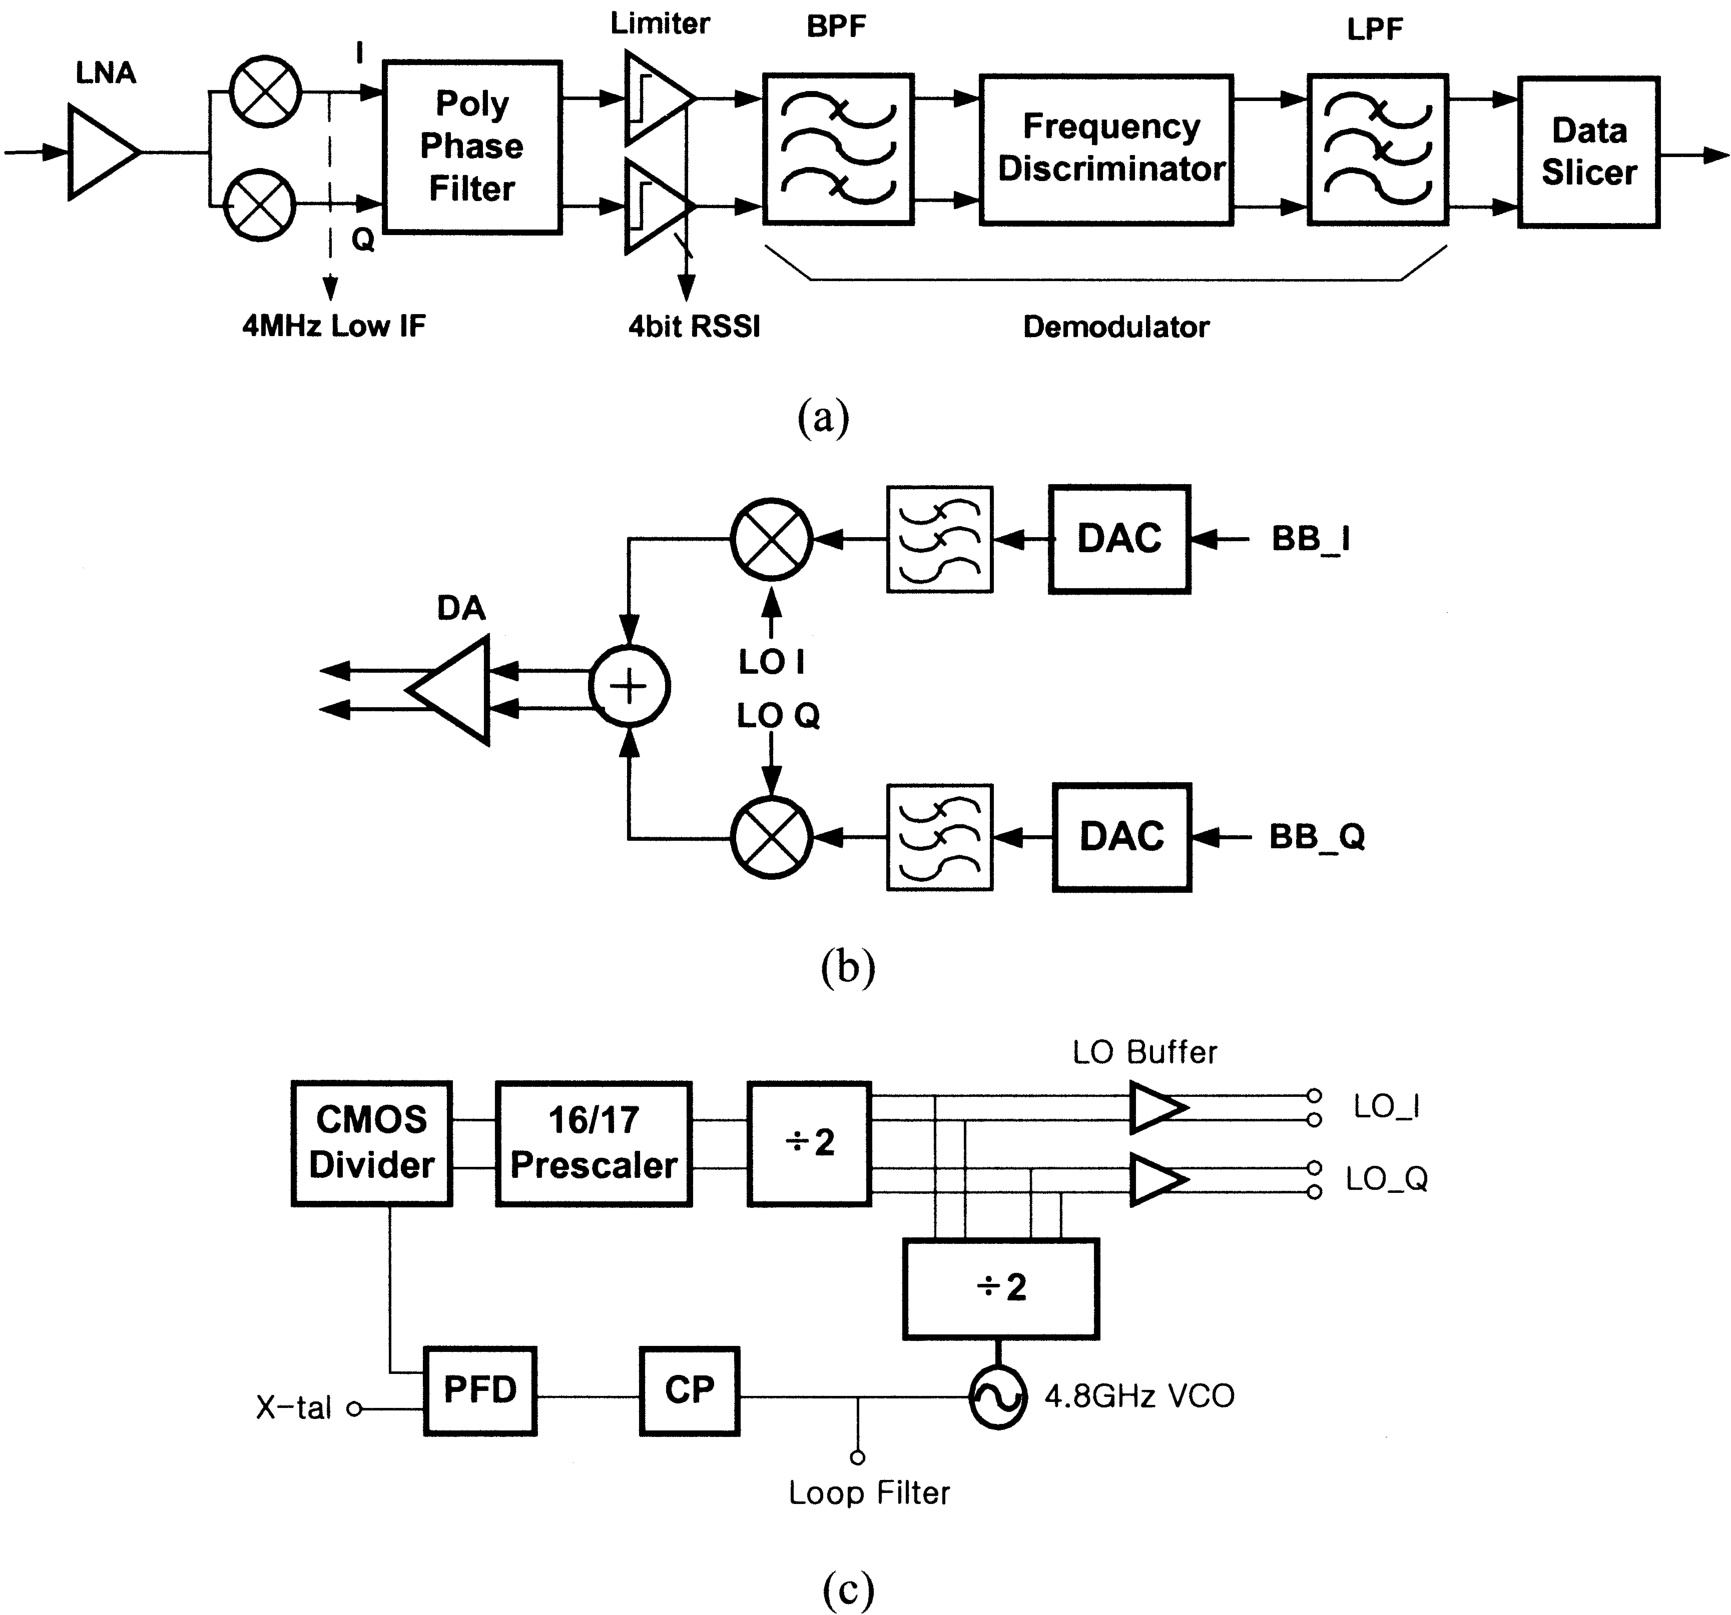 LNA
I
Q
4MHz Low IF
Poly
Phase
Filter
Limiter
4bit RSSI
BPF
Frequency
Discriminator
LPF
Demodulator
Data
Slicer
(a)
DA
+
LO I
LO Q
DAC
BB_I
DAC
BB_Q
(b)
LO Buffer
CMOS
Divider
16/17
Prescaler
÷2
LO_I
LO_Q
÷2
X-tal
PFD
CP
4.8GHz VCO
Loop Filter
(c)